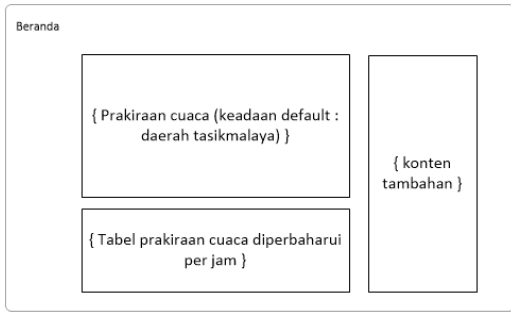 Beranda
{ Prakiraan cuaca (keadaan default :
daerah tasikmalaya) }
{ konten
tambahan }
{ Tabel prakiraan cuaca diperbaharui
per jam }